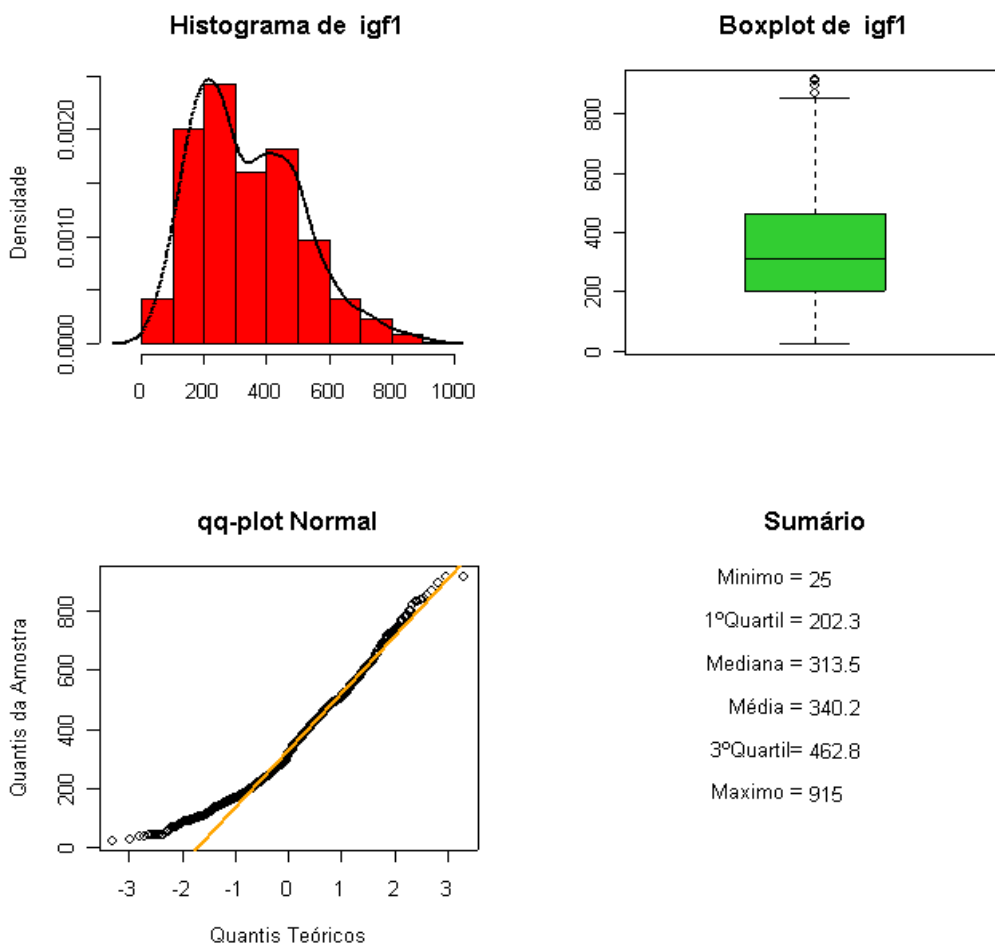 Histograma de igf1
Densidade
0.0000 0.0010 0.0020
0 200 400 600 800 1000
Boxplot de igf1
0 200 400 600 800
qq-plot Normal
Quantis da Amostra
0 200 400 600 800
-3 -2 -1 0 1 2 3
Quantis Teóricos
Sumário
Minimo = 25
1ºQuartil = 202.3
Mediana = 313.5
Média = 340.2
3ºQuartil= 462.8
Maximo = 915